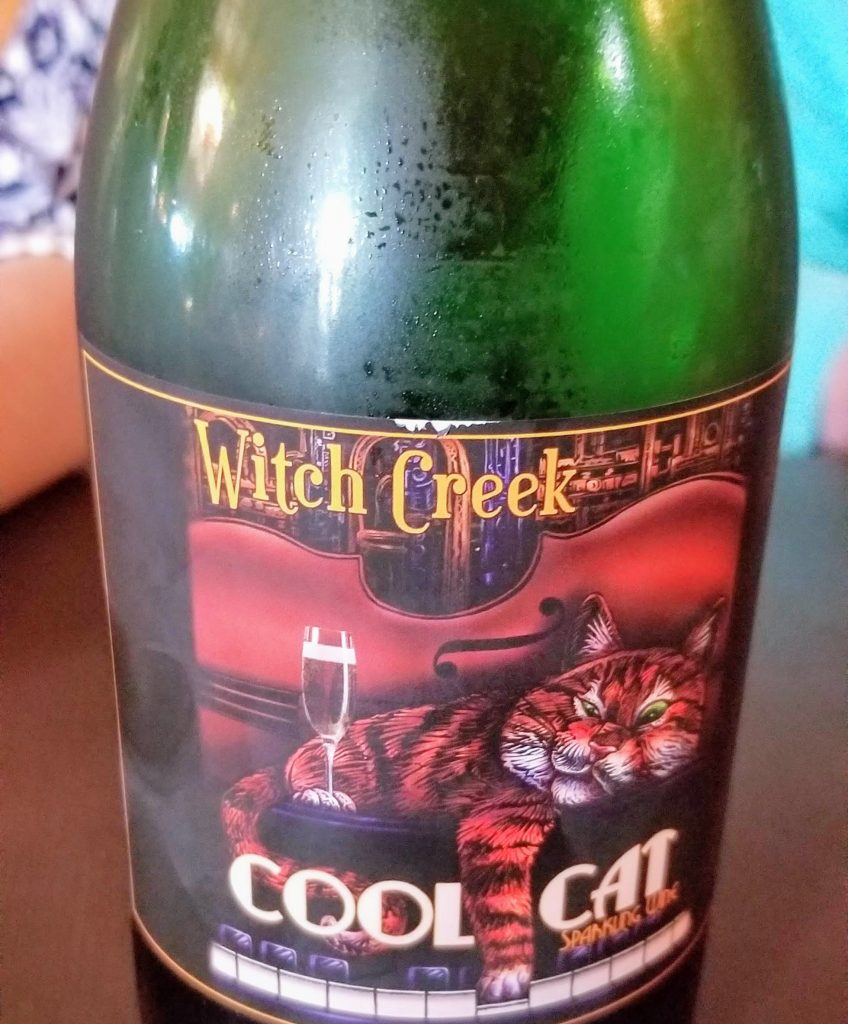 Witch Creek
COOL CAT
SPARKLING WINE